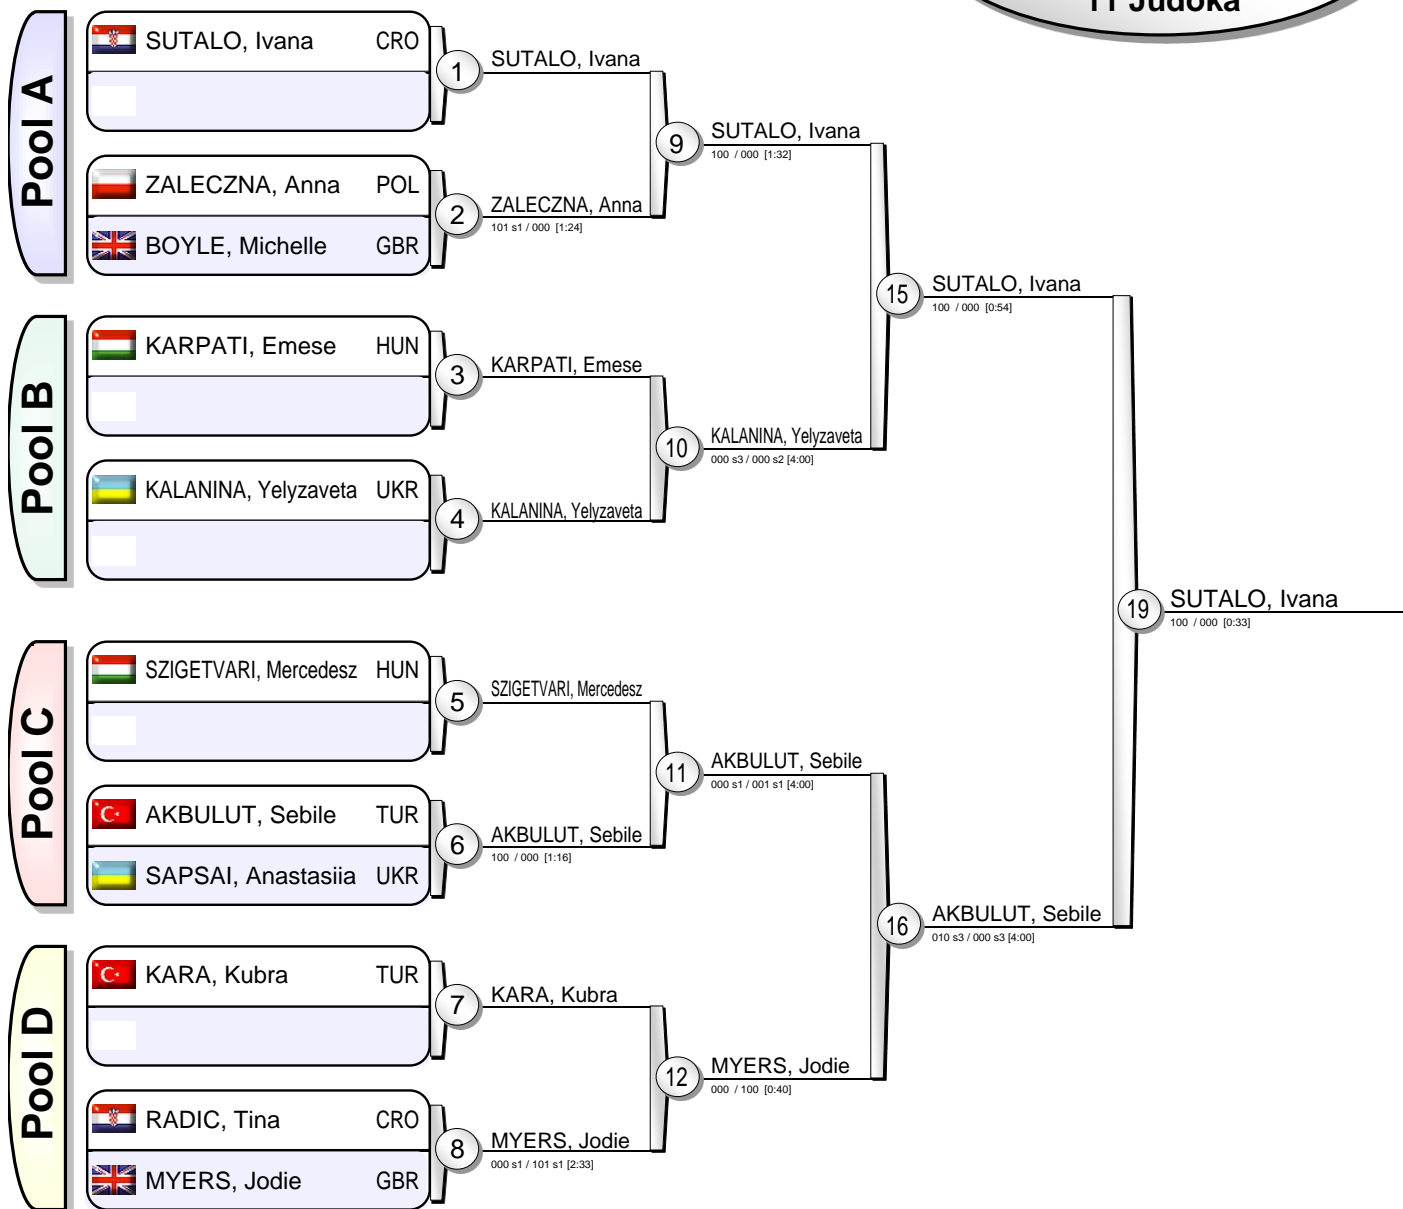 11 Judoka
Pool A
SUTALO, Ivana CRO
1
SUTALO, Ivana
ZALECZNA, Anna POL
BOYLE, Michelle GBR
2
ZALECZNA, Anna
101 s1 / 000 [1:24]
9
SUTALO, Ivana
100 / 000 [1:32]
Pool B
KARPATI, Emese HUN
3
KARPATI, Emese
KALANINA, Yelyzaveta UKR
4
KALANINA, Yelyzaveta
10
KALANINA, Yelyzaveta
000 s3 / 000 s2 [4:00]
15
SUTALO, Ivana
100 / 000 [0:54]
Pool C
SZIGETVARI, Mercedesz HUN
5
SZIGETVARI, Mercedesz
AKBULUT, Sebile TUR
SAPSAI, Anastasiia UKR
6
AKBULUT, Sebile
100 / 000 [1:16]
11
AKBULUT, Sebile
000 s1 / 001 s1 [4:00]
Pool D
KARA, Kubra TUR
7
KARA, Kubra
RADIC, Tina CRO
MYERS, Jodie GBR
8
MYERS, Jodie
000 s1 / 101 s1 [2:33]
12
MYERS, Jodie
000 / 100 [0:40]
16
AKBULUT, Sebile
010 s3 / 000 s3 [4:00]
19
SUTALO, Ivana
100 / 000 [0:33]